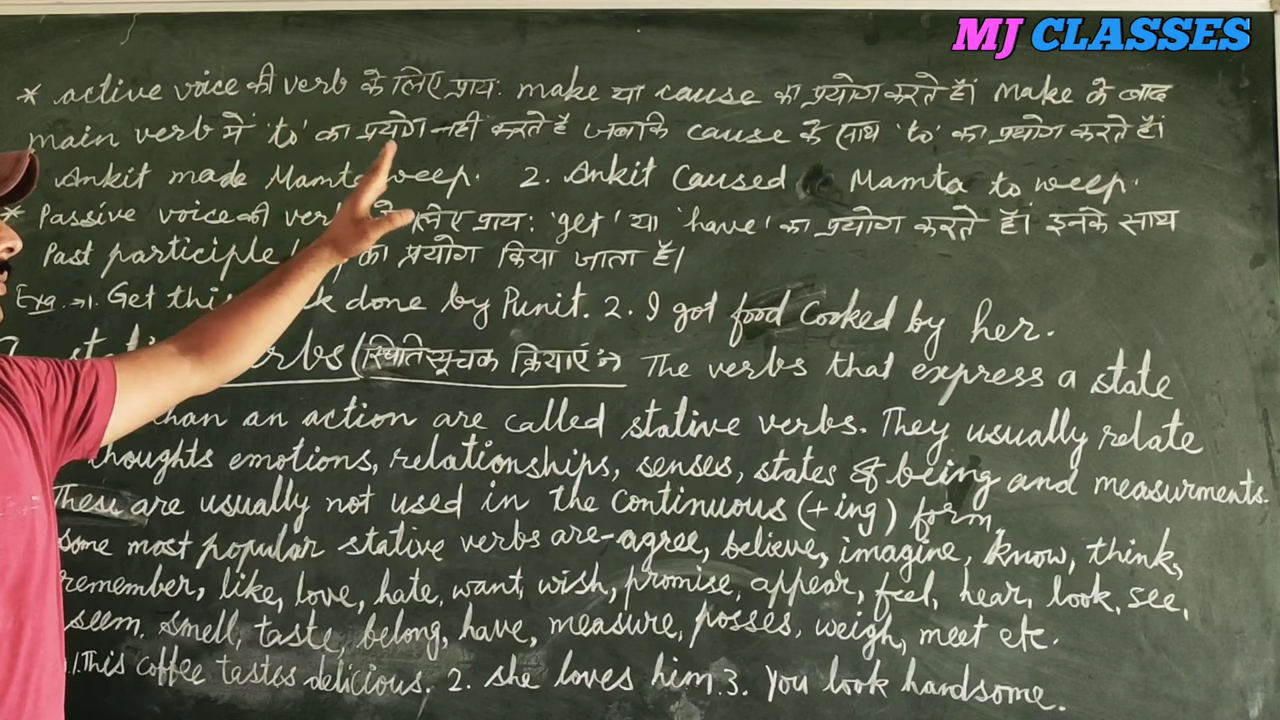 MJ CLASSES
* active voice की verb के लिए प्राय: make या cause का प्रयोग करते हैं। Make के बाद
main verb में 'to' का प्रयोग नही करते है जबकि cause के साथ 'to' का प्रयोग करते हैं।
Ankit made Mamta weep. 2. Ankit Caused Mamta to weep.
* Passive voice की के लिए प्राय: 'get' या 'have' का प्रयोग करते हैं। इनके साथ
Past participle का प्रयोग किया जाता है।
Exa. →1. Get this done by Punit. 2. I got food Cooked by her.
(स्थितिसूचक क्रियाएं :→ The verbs that express a state
than an action are called stative verbs. They usually relate
thoughts emotions, relationships, senses, states of being and measurments.
These are usually not used in the continuous (+ing) form.
some most popular stative verbs are-agree, believe, imagine, know, think,
remember, like, love, hate, want, wish, promise, appear, feel, hear, look, see,
seem, smell, taste, belong, have, measure, posses, weigh, meet etc.
1.This coffee tastes delicious. 2. she loves him. 3. You look handsome.